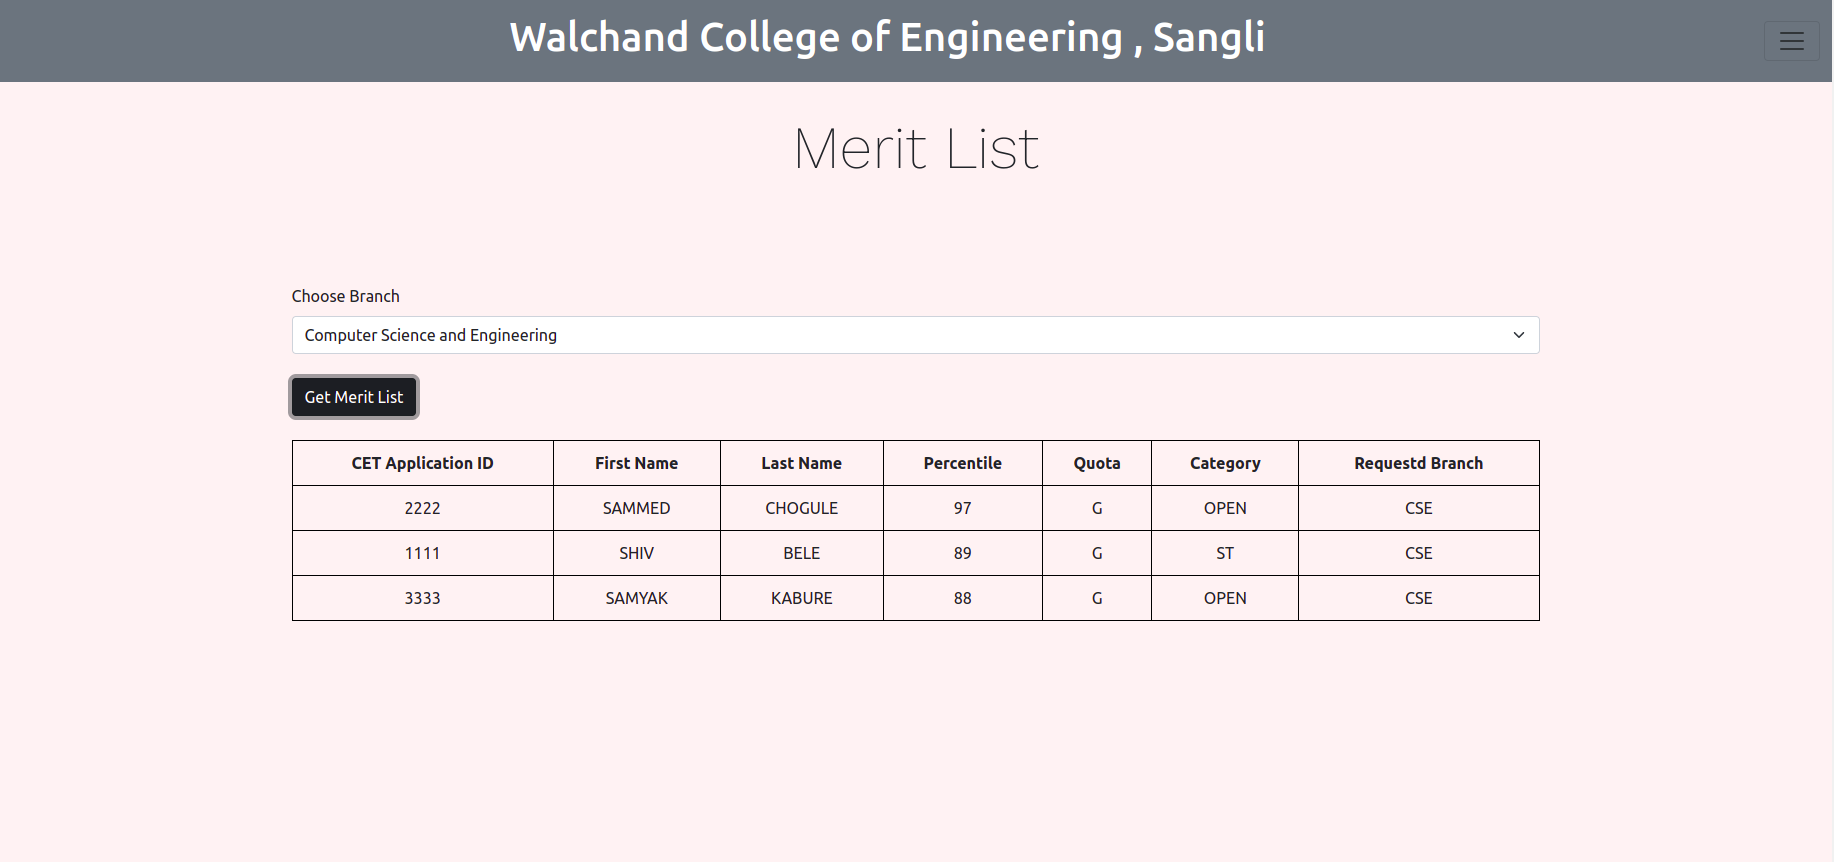 Walchand College of Engineering , Sangli
Merit List
Choose Branch
Computer Science and Engineering
Get Merit List
CET Application ID First Name Last Name Percentile Quota Category Requestd Branch
2222 SAMMED CHOGULE 97 G OPEN CSE
1111 SHIV BELE 89 G ST CSE
3333 SAMYAK KABURE 88 G OPEN CSE